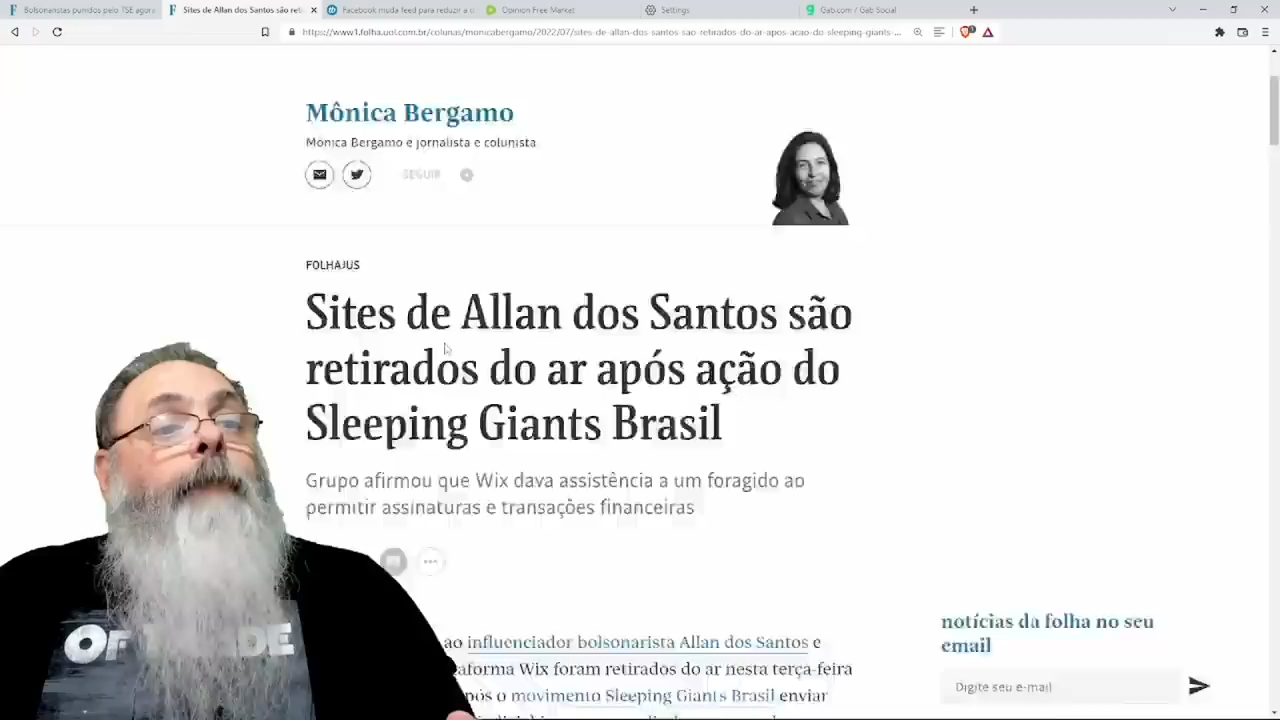 Bolsonaristas punidos pelo TSE agora
Sites de Allan dos Santos são reti
Facebook muda feed para reduzir a
Opinion Free Market
Settings
Gab.com / Gab Social
https://www1.folha.uol.com.br/colunas/monicabergamo/2022/07/sites-de-allan-dos-santos-sao-retirados-do-ar-apos-acao-do-sleeping-giants-...
Mônica Bergamo
Mônica Bergamo é jornalista e colunista
SEGUIR
FOLHAJUS
Sites de Allan dos Santos são
retirados do ar após ação do
Sleeping Giants Brasil
Grupo afirmou que Wix dava assistência a um foragido ao
permitir assinaturas e transações financeiras
ao influenciador bolsonarista Allan dos Santos e
aforma Wix foram retirados do ar nesta terça-feira
pós o movimento Sleeping Giants Brasil enviar
notícias da folha no seu
email
Digite seu e-mail
OF